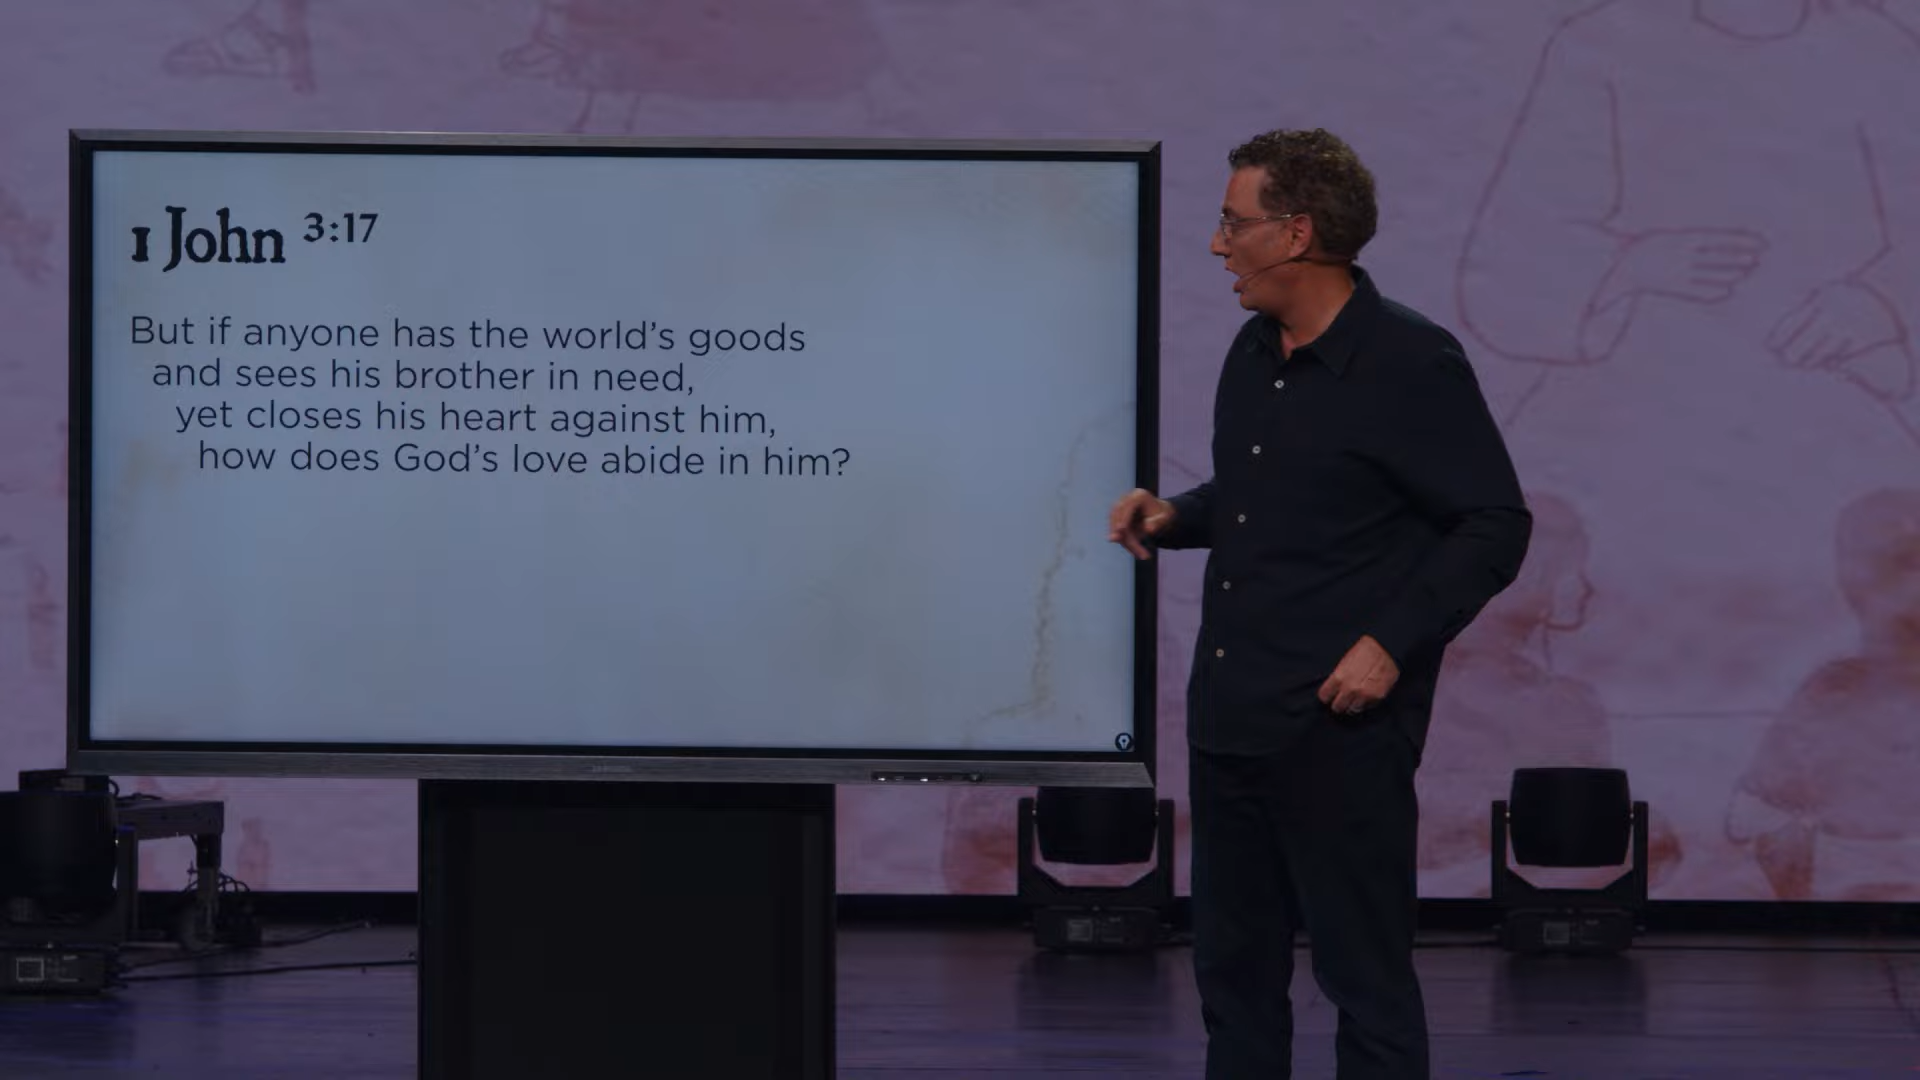 1 John 3:17
But if anyone has the world's goods
and sees his brother in need,
yet closes his heart against him,
how does God's love abide in him?